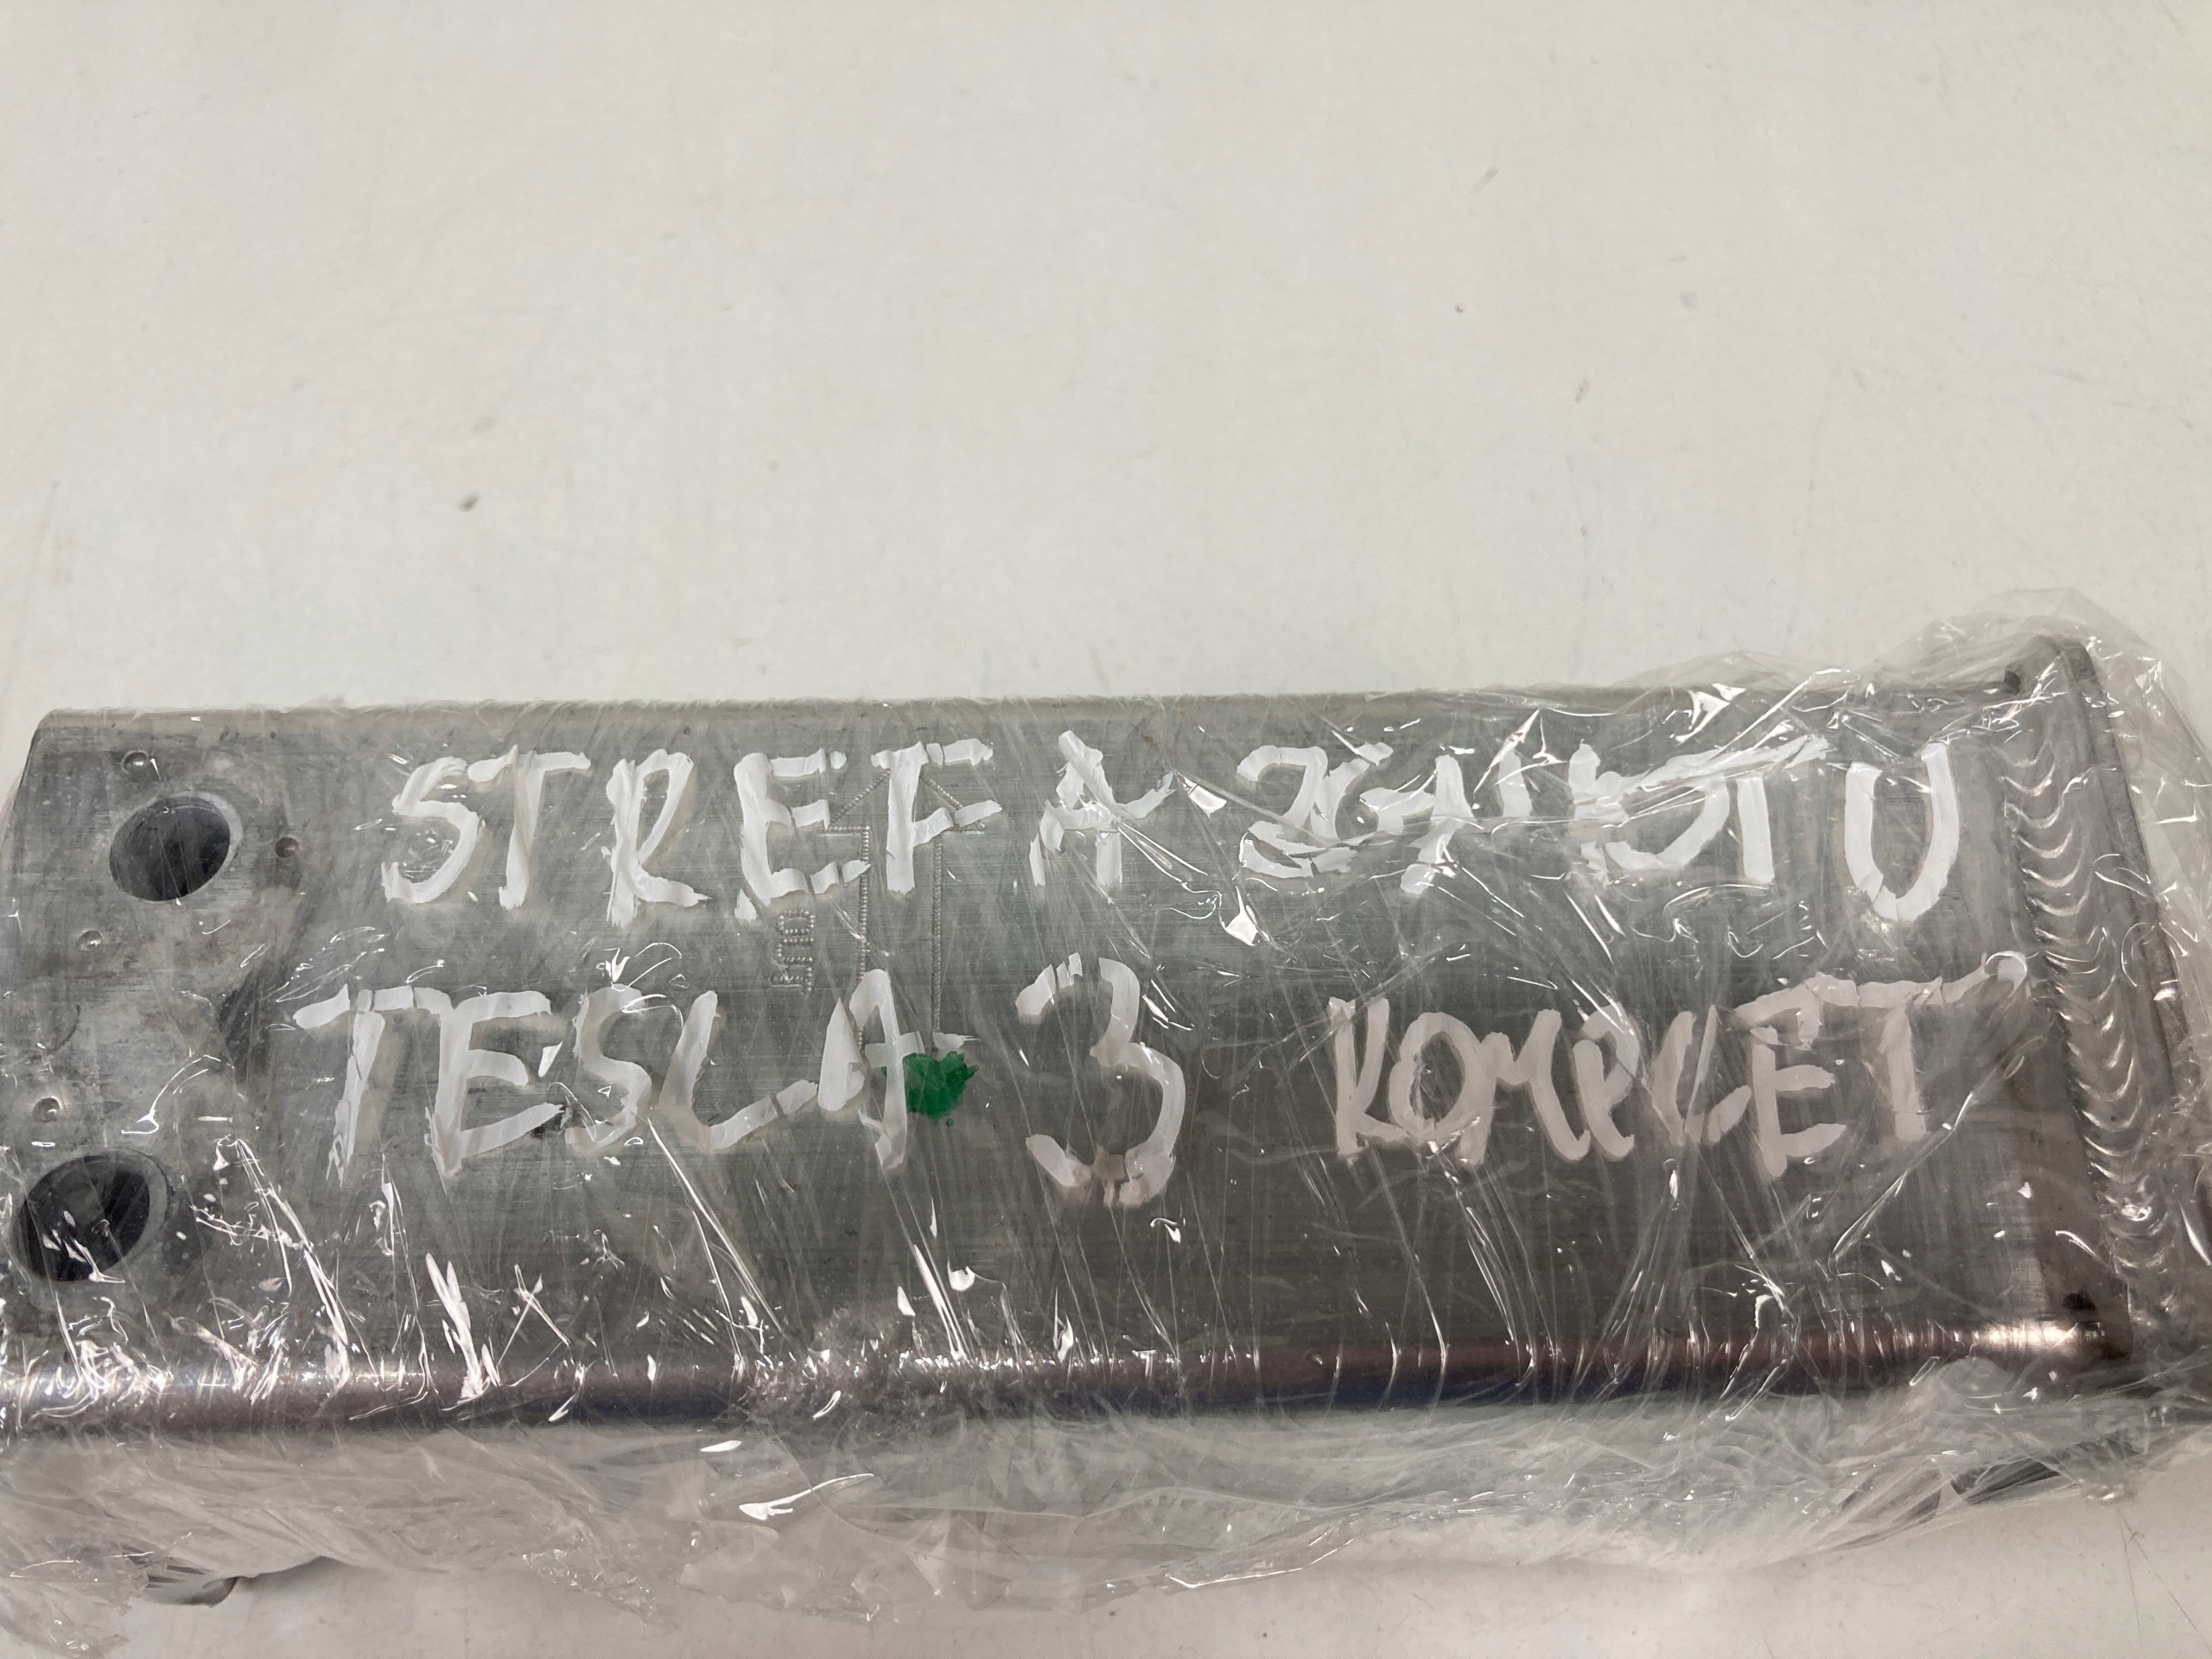 STREFA ZGNIOTU
TESLA 3 KOMPLET